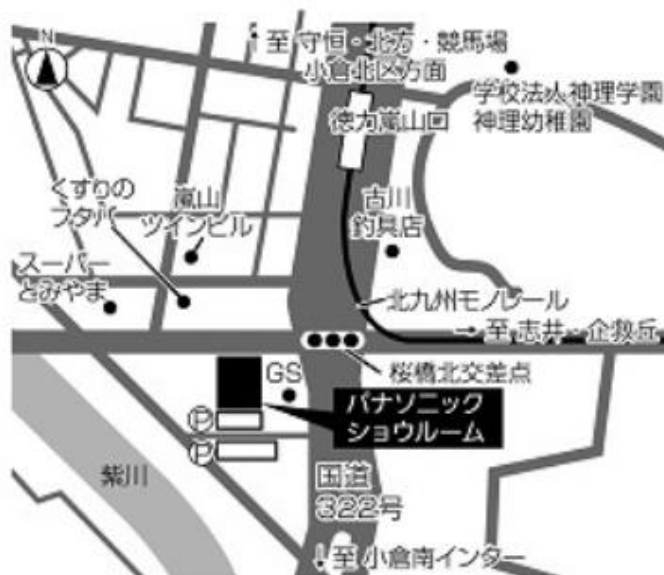 N
↑至 守恒・北方・競馬場
小倉北区方面
学校法人神理学園
神理幼稚園
徳力嵐山口
くすりの
フタバ
嵐山
ツインビル
古川
釣具店
スーパー
とみやま
北九州モノレール
→至 志井・企救丘
桜橋北交差点
GS
パナソニック
ショウルーム
P
P
紫川
国道
322号
↓至 小倉南インター